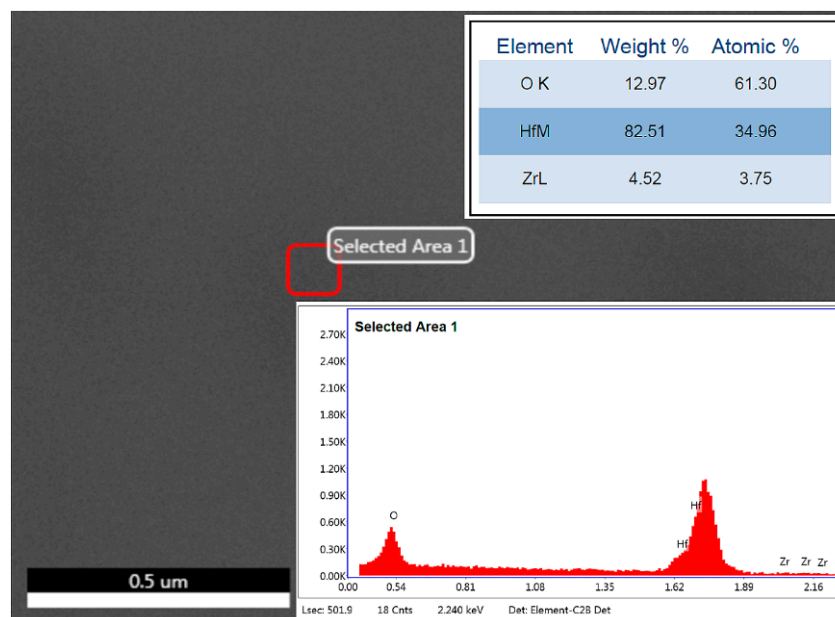 Element Weight % Atomic %
O K 12.97 61.30
HfM 82.51 34.96
ZrL 4.52 3.75
Selected Area 1
Selected Area 1
2.70K
2.40K
2.10K
1.80K
1.50K
1.20K
0.90K
0.60K
0.30K
0.00K
O
Hf
Hf
Zr Zr Zr
0.00 0.54 0.81 1.08 1.35 1.62 1.89 2.16
Lsec: 501.9 18 Cnts 2.240 keV Det: Element-C2B Det
0.5 um